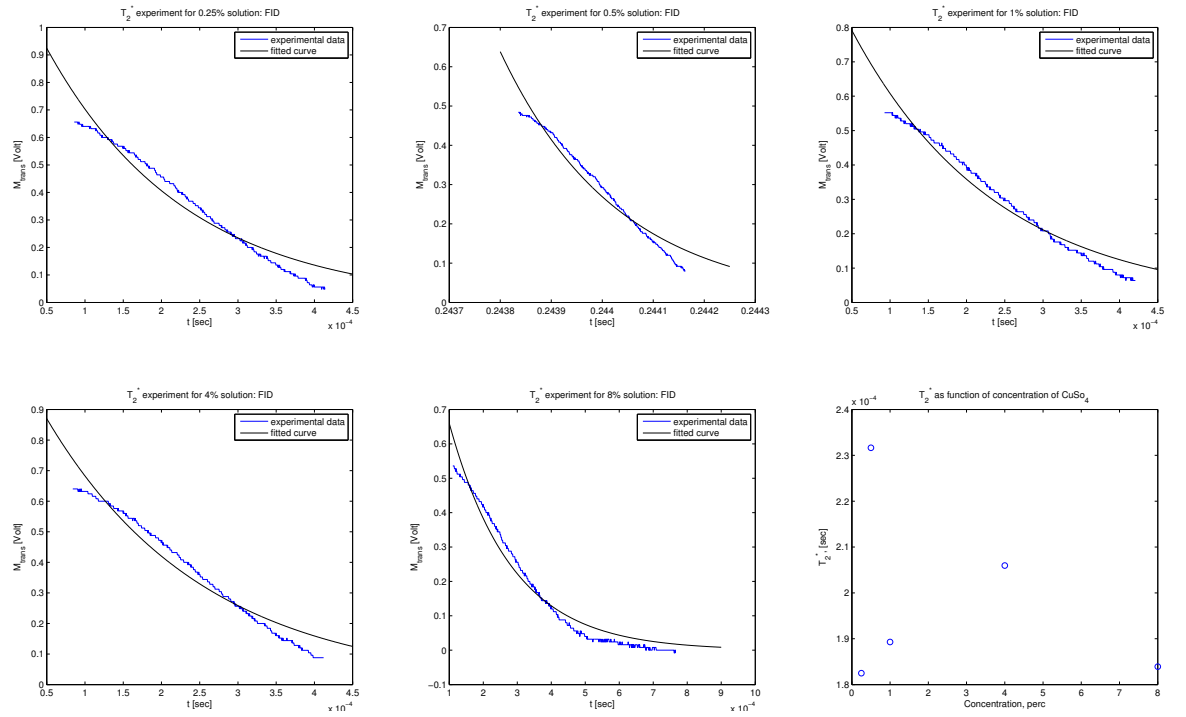 T2* experiment for 0.25% solution: FID
experimental data
fitted curve
Mtrans [Volt]
1
0.9
0.8
0.7
0.6
0.5
0.4
0.3
0.2
0.1
0
0.5 1 1.5 2 2.5 3 3.5 4 4.5
t [sec]
x 10−4
T2* experiment for 0.5% solution: FID
experimental data
fitted curve
Mtrans [Volt]
0.7
0.6
0.5
0.4
0.3
0.2
0.1
0
0.2437 0.2438 0.2439 0.244 0.2441 0.2442 0.2443
t [sec]
T2* experiment for 1% solution: FID
experimental data
fitted curve
Mtrans [Volt]
0.8
0.7
0.6
0.5
0.4
0.3
0.2
0.1
0
0.5 1 1.5 2 2.5 3 3.5 4 4.5
t [sec]
x 10−4
T2* experiment for 4% solution: FID
experimental data
fitted curve
Mtrans [Volt]
0.9
0.8
0.7
0.6
0.5
0.4
0.3
0.2
0.1
0
0.5 1 1.5 2 2.5 3 3.5 4 4.5
t [sec]
x 10−4
T2* experiment for 8% solution: FID
experimental data
fitted curve
Mtrans [Volt]
0.7
0.6
0.5
0.4
0.3
0.2
0.1
0
−0.1
1 2 3 4 5 6 7 8 9 10
t [sec]
x 10−4
T2* as function of concentration of CuSo4
x 10−4
T2*, [sec]
2.4
2.3
2.2
2.1
2
1.9
1.8
0 1 2 3 4 5 6 7 8
Concentration, perc